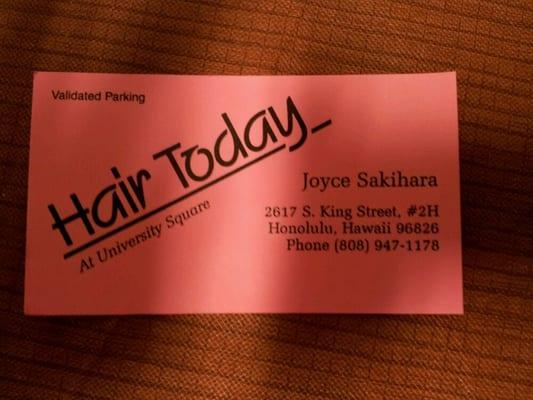 Validated Parking
Hair Today
At University Square
Joyce Sakihara
2617 S. King Street, #2H
Honolulu, Hawaii 96826
Phone (808) 947-1178